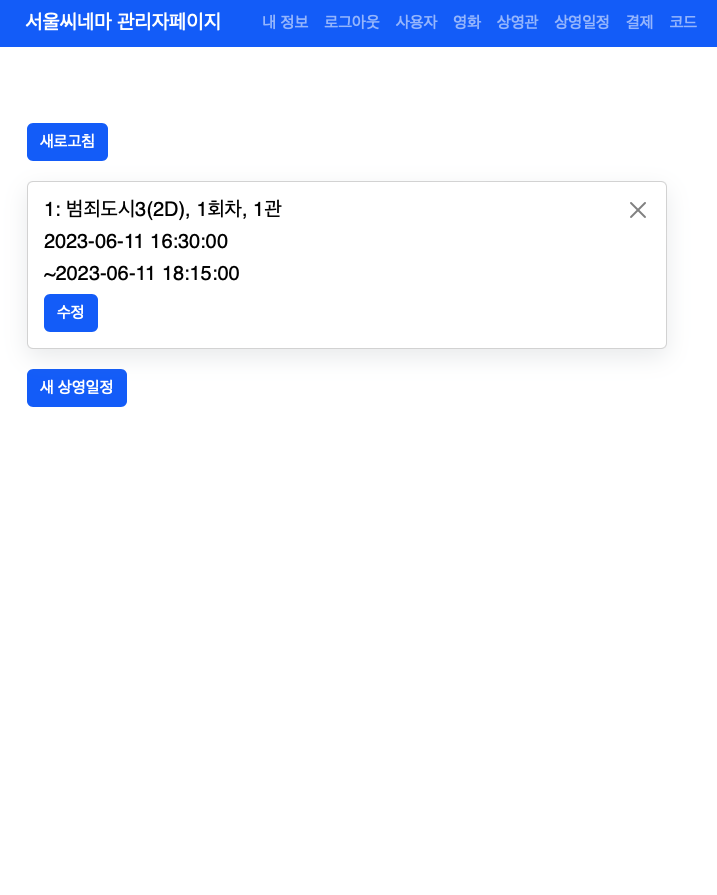 서울씨네마 관리자페이지 내 정보 로그아웃 사용자 영화 상영관 상영일정 결제 코드
새로고침
1: 범죄도시3(2D), 1회차, 1관
2023-06-11 16:30:00
~2023-06-11 18:15:00
수정
새 상영일정